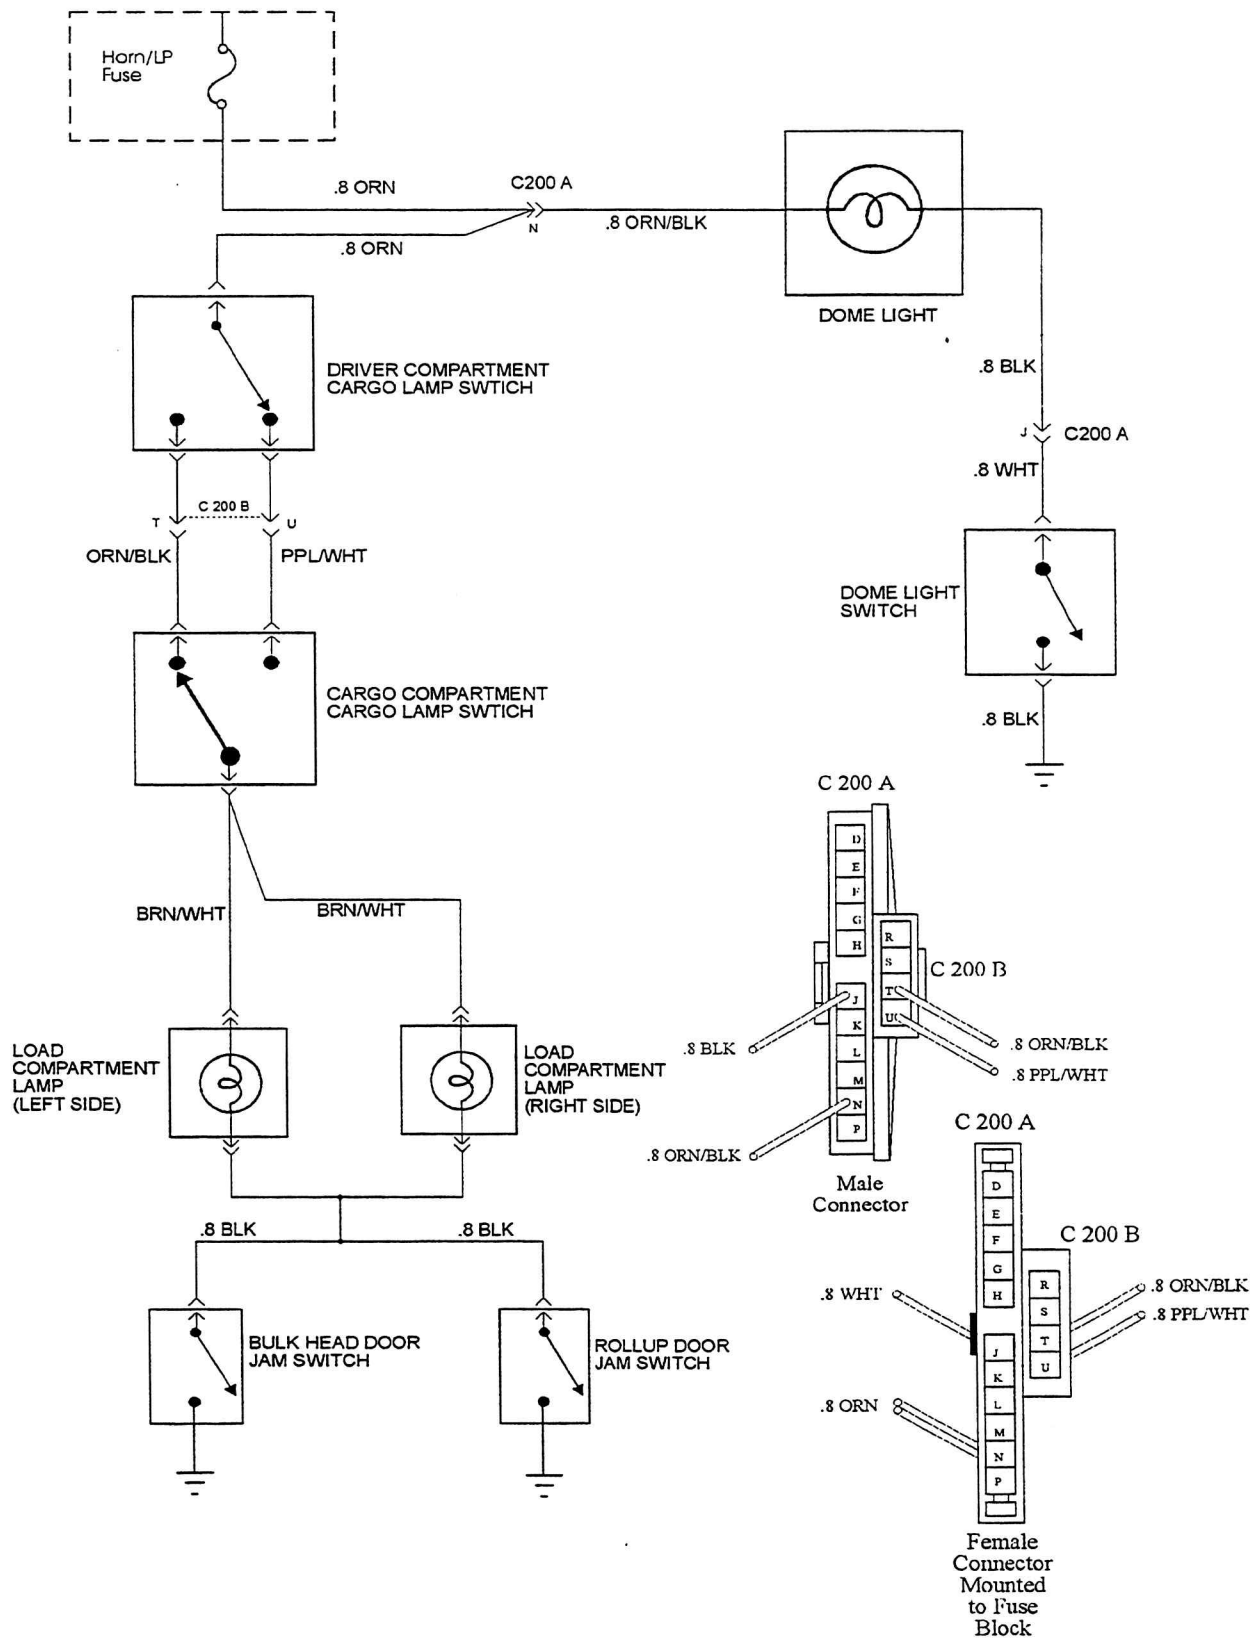 Horn/LP
Fuse
.8 ORN
C200 A
N
.8 ORN/BLK
.8 ORN
DOME LIGHT
DRIVER COMPARTMENT
CARGO LAMP SWTICH
.8 BLK
J
C200 A
.8 WHT
C 200 B
T
U
ORN/BLK
PPL/WHT
DOME LIGHT
SWITCH
CARGO COMPARTMENT
CARGO LAMP SWTICH
.8 BLK
C 200 A
D
E
F
G
H
J
K
L
M
N
P
R
S
T
U
C 200 B
.8 BLK
.8 ORN/BLK
.8 PPL/WHT
.8 ORN/BLK
Male
Connector
BRN/WHT
BRN/WHT
LOAD
COMPARTMENT
LAMP
(LEFT SIDE)
LOAD
COMPARTMENT
LAMP
(RIGHT SIDE)
.8 BLK
.8 BLK
BULK HEAD DOOR
JAM SWITCH
ROLLUP DOOR
JAM SWITCH
C 200 A
D
E
F
G
H
J
K
L
M
N
P
C 200 B
R
S
T
U
.8 WHT
.8 ORN/BLK
.8 PPL/WHT
.8 ORN
Female
Connector
Mounted
to Fuse
Block